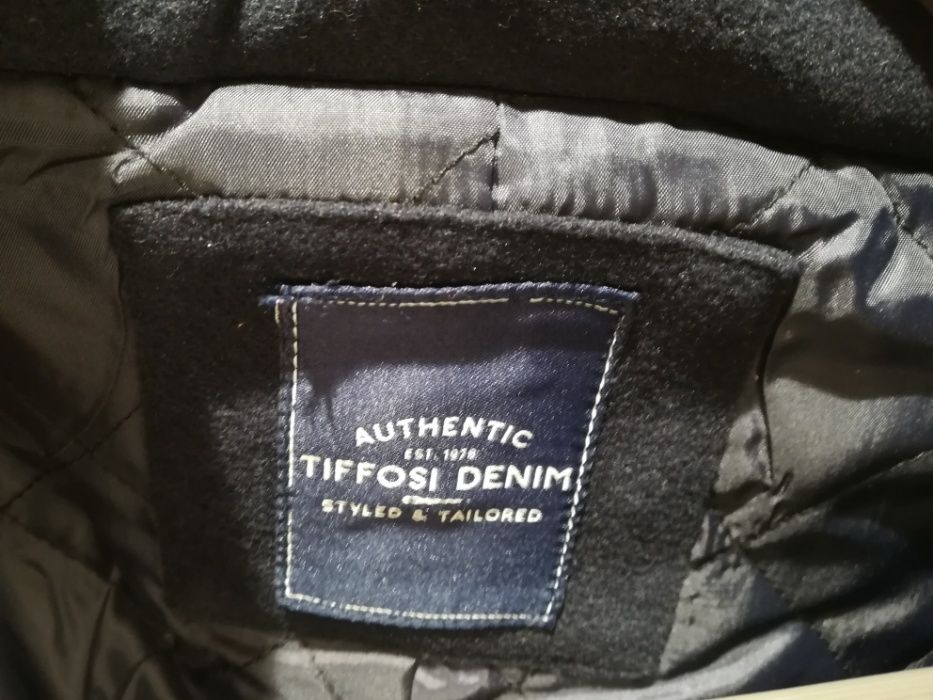 AUTHENTIC
EST. 1978
TIFFOSI DENIM
STYLED & TAILORED